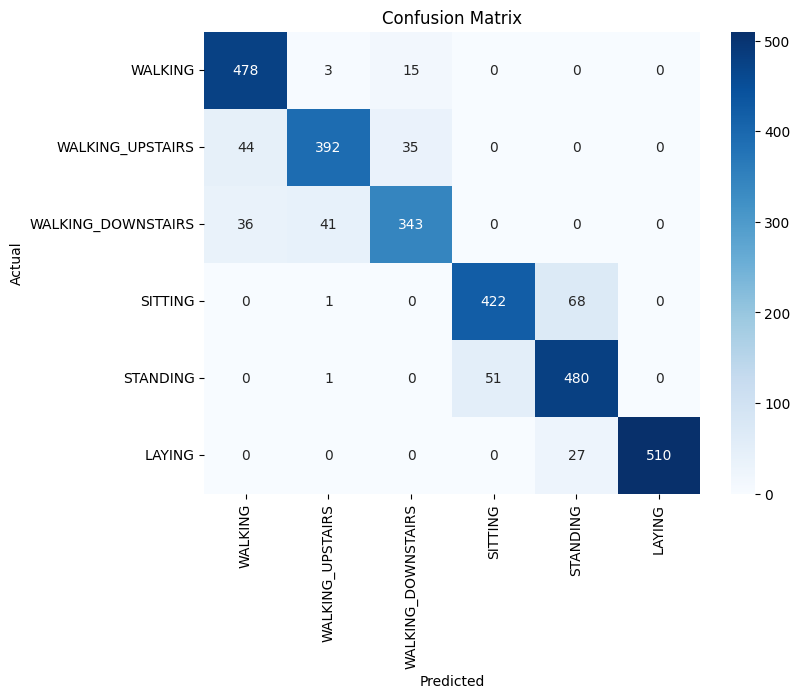 Confusion Matrix
WALKING 478 3 15 0 0 0
WALKING_UPSTAIRS 44 392 35 0 0 0
WALKING_DOWNSTAIRS 36 41 343 0 0 0
SITTING 0 1 0 422 68 0
STANDING 0 1 0 51 480 0
LAYING 0 0 0 0 27 510
Actual
WALKING
WALKING_UPSTAIRS
WALKING_DOWNSTAIRS
SITTING
STANDING
LAYING
Predicted
500
400
300
200
100
0